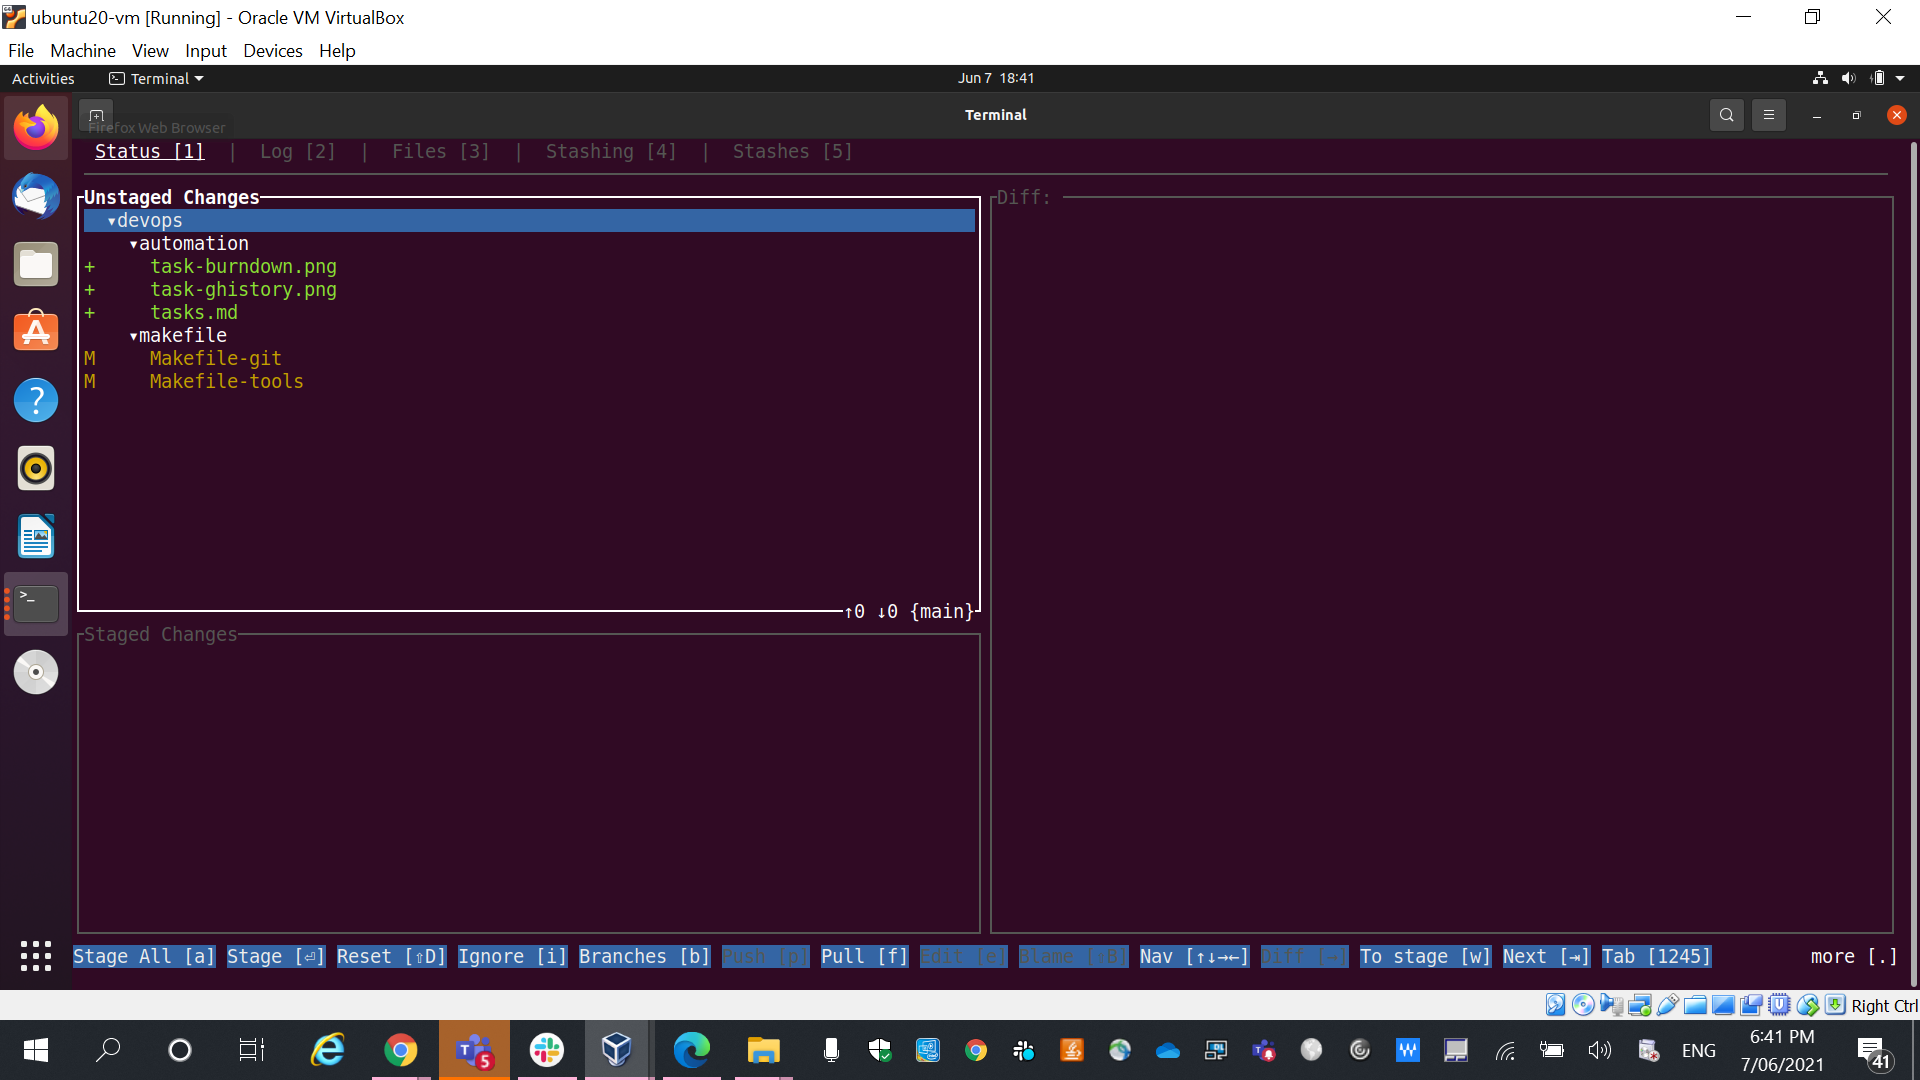 ubuntu20-vm [Running] - Oracle VM VirtualBox
File Machine View Input Devices Help
Activities Terminal Jun 7 18:41
Terminal
Firefox Web Browser
Status [1] | Log [2] | Files [3] | Stashing [4] | Stashes [5]
Unstaged Changes Diff:
▾devops
▾automation
+ task-burndown.png
+ task-ghistory.png
+ tasks.md
▾makefile
M Makefile-git
M Makefile-tools
↑0 ↓0 {main}
Staged Changes
Stage All [a] Stage [⏎] Reset [⇧D] Ignore [i] Branches [b] Push [p] Pull [f] Edit [e] Blame [⇧B] Nav [↑↓→←] Diff [→] To stage [w] Next [⇥] Tab [1245] more [.]
Right Ctrl
6:41 PM
ENG
7/06/2021
5
41